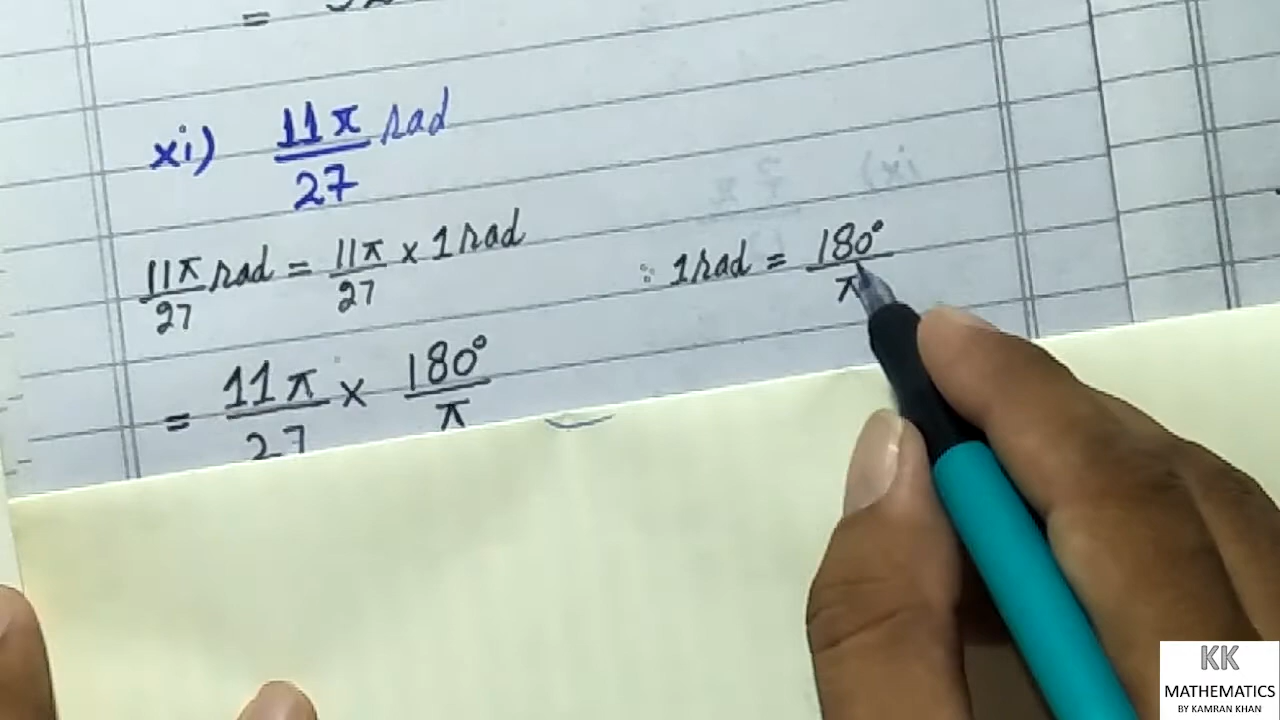 =
xi) 11π/27 rad
11π/27 rad = 11π/27 × 1 rad ∵ 1 rad = 180°/π
= 11π/27 × 180°/π
KK
MATHEMATICS
BY KAMRAN KHAN